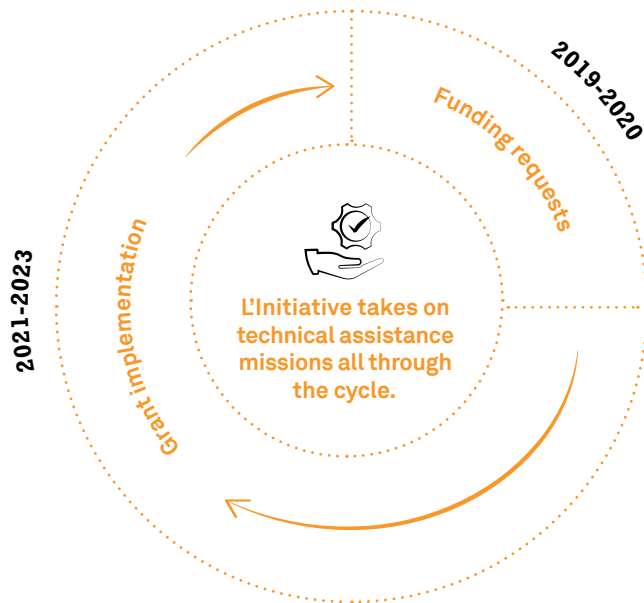 2019-2020
Funding requests
2021-2023
Grant implementation
L'Initiative takes on
technical assistance
missions all through
the cycle.